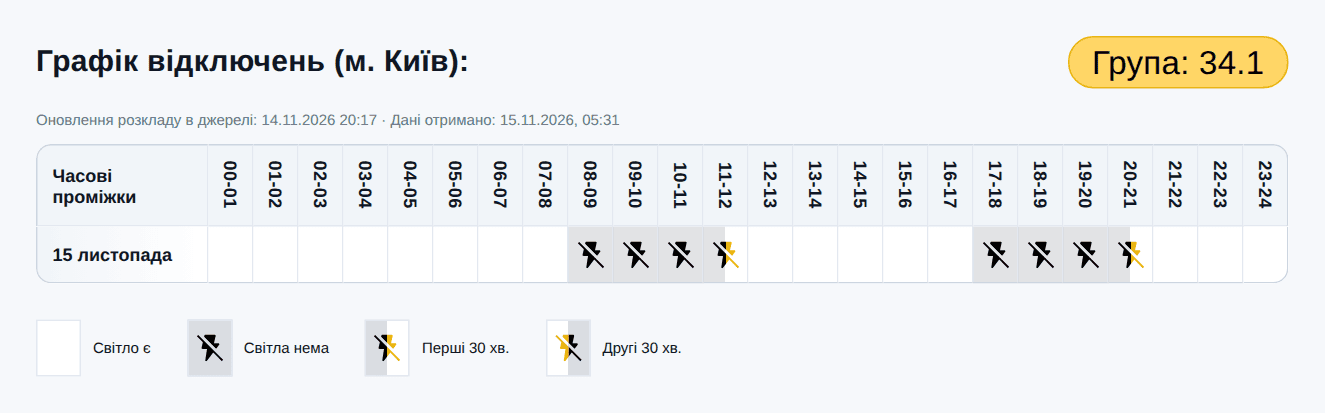 Графік відключень (м. Київ):
Група: 34.1
Оновлення розкладу в джерелі: 14.11.2026 20:17 · Дані отримано: 15.11.2026, 05:31
Часові
проміжки
00-01
01-02
02-03
03-04
04-05
05-06
06-07
07-08
08-09
09-10
10-11
11-12
12-13
13-14
14-15
15-16
16-17
17-18
18-19
19-20
20-21
21-22
22-23
23-24
15 листопада
Світло є
Світла нема
Перші 30 хв.
Другі 30 хв.